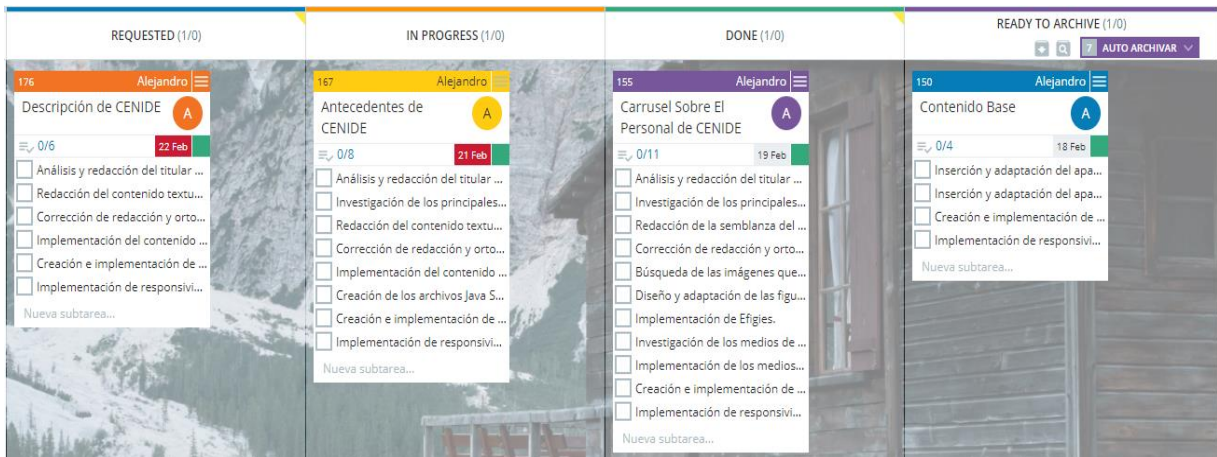 REQUESTED (1/0)
IN PROGRESS (1/0)
DONE (1/0)
READY TO ARCHIVE (1/0)
7 AUTO ARCHIVAR
176 Alejandro
Descripción de CENIDE
A
0/6 22 Feb
Análisis y redacción del titular ...
Redacción del contenido textu...
Corrección de redacción y orto...
Implementación del contenido ...
Creación e implementación de ...
Implementación de responsivi...
Nueva subtarea...
167 Alejandro
Antecedentes de
CENIDE
A
0/8 21 Feb
Análisis y redacción del titular ...
Investigación de los principales...
Redacción del contenido textu...
Corrección de redacción y orto...
Implementación del contenido ...
Creación de los archivos Java S...
Creación e implementación de ...
Implementación de responsivi...
Nueva subtarea...
155 Alejandro
Carrusel Sobre El
Personal de CENIDE
A
0/11 19 Feb
Análisis y redacción del titular ...
Investigación de los principales...
Redacción de la semblanza del ...
Corrección de redacción y orto...
Búsqueda de las imágenes que...
Diseño y adaptación de las figu...
Implementación de Efigies.
Investigación de los medios de ...
Implementación de los medios...
Creación e implementación de ...
Implementación de responsivi...
Nueva subtarea...
150 Alejandro
Contenido Base
A
0/4 18 Feb
Inserción y adaptación del apa...
Inserción y adaptación del apa...
Creación e implementación de ...
Implementación de responsivi...
Nueva subtarea...